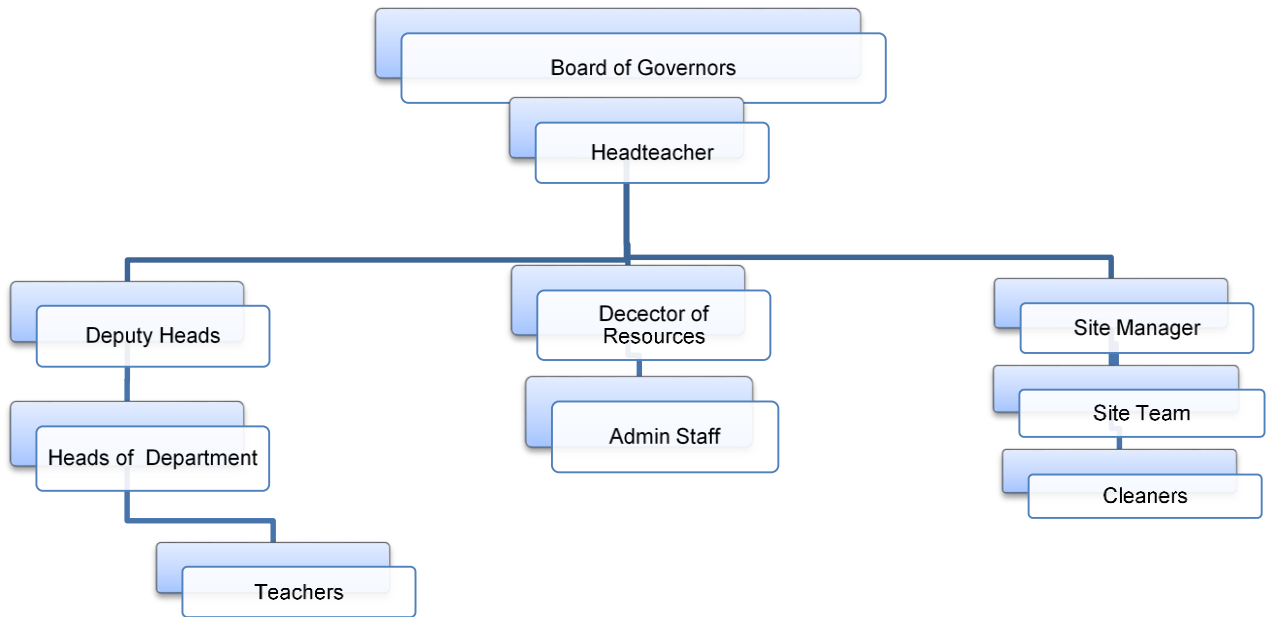 Board of Governors
Headteacher
Deputy Heads
Decector of
Resources
Site Manager
Heads of  Department
Admin Staff
Site Team
Cleaners
Teachers